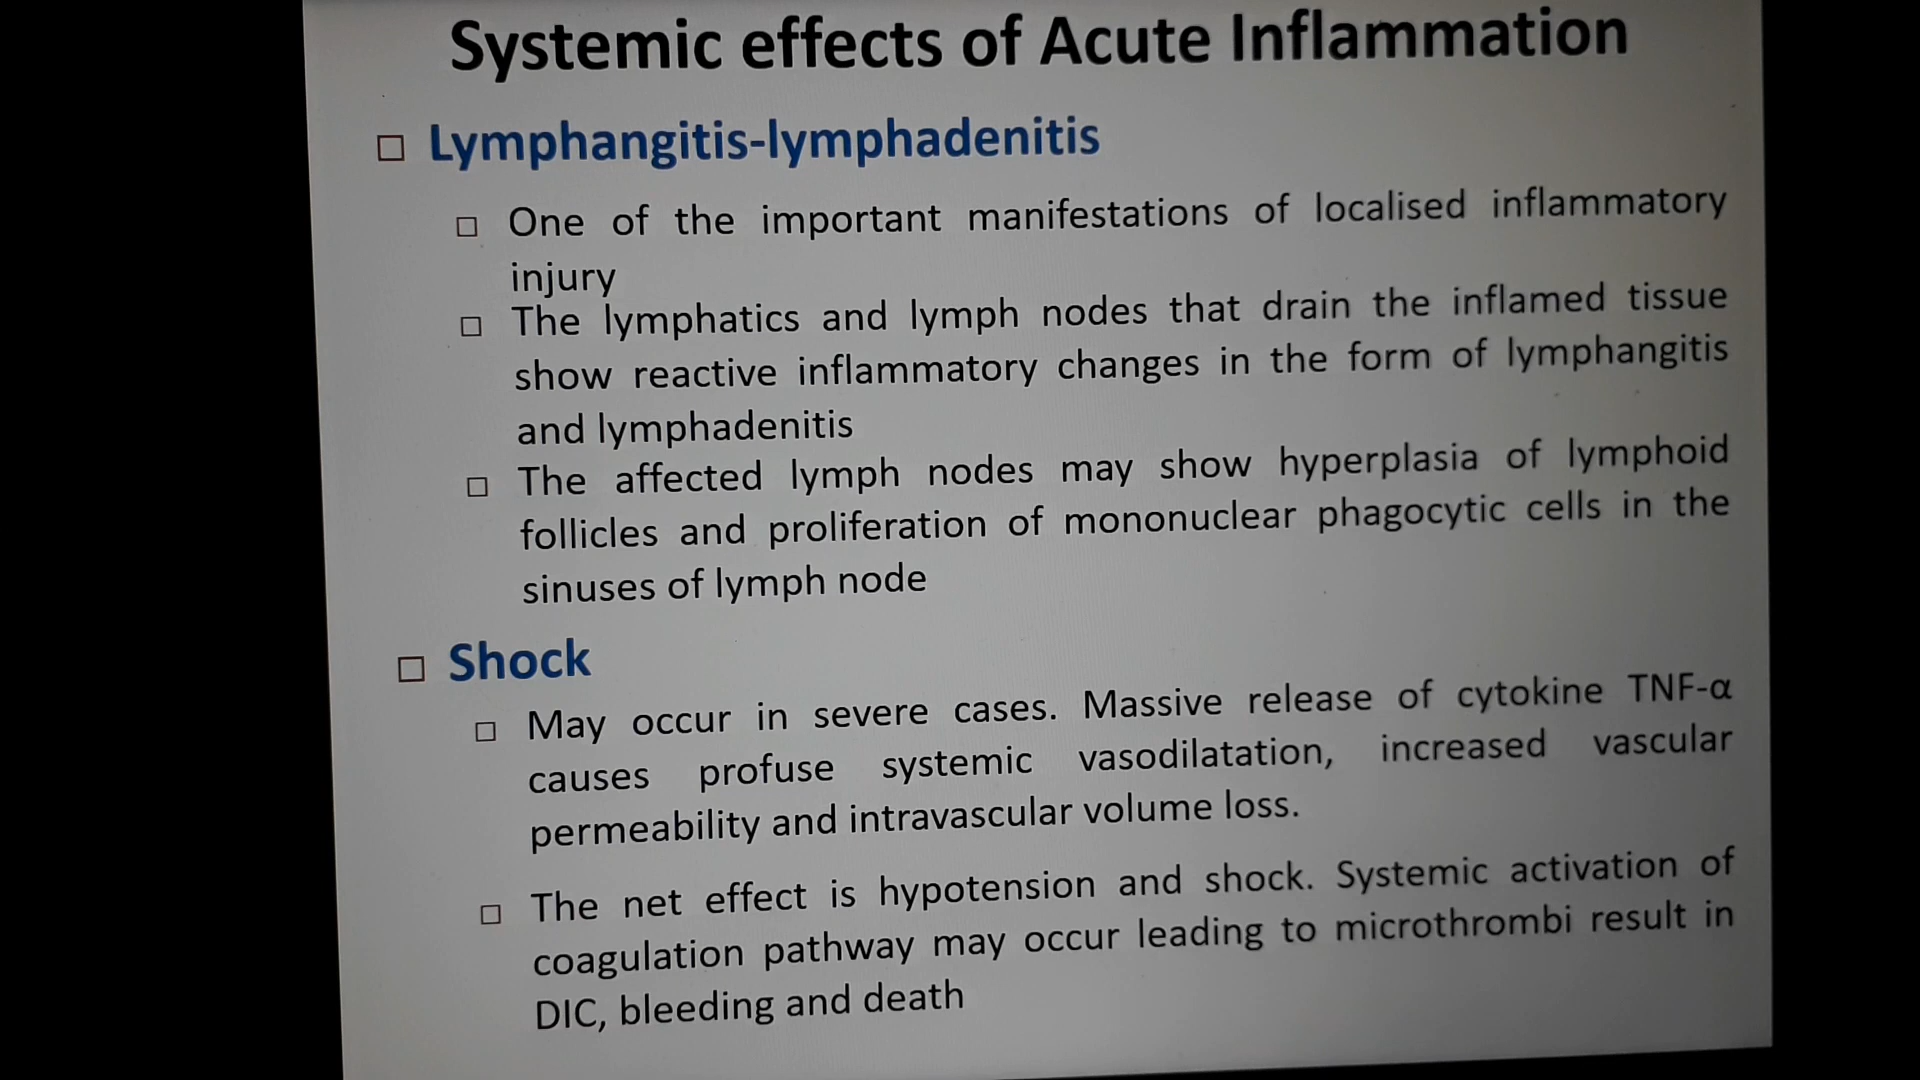 Systemic effects of Acute Inflammation
Lymphangitis-lymphadenitis
One of the important manifestations of localised inflammatory
injury
The lymphatics and lymph nodes that drain the inflamed tissue
show reactive inflammatory changes in the form of lymphangitis
and lymphadenitis
The affected lymph nodes may show hyperplasia of lymphoid
follicles and proliferation of mononuclear phagocytic cells in the
sinuses of lymph node
Shock
May occur in severe cases. Massive release of cytokine TNF-α
causes profuse systemic vasodilatation, increased vascular
permeability and intravascular volume loss.
The net effect is hypotension and shock. Systemic activation of
coagulation pathway may occur leading to microthrombi result in
DIC, bleeding and death